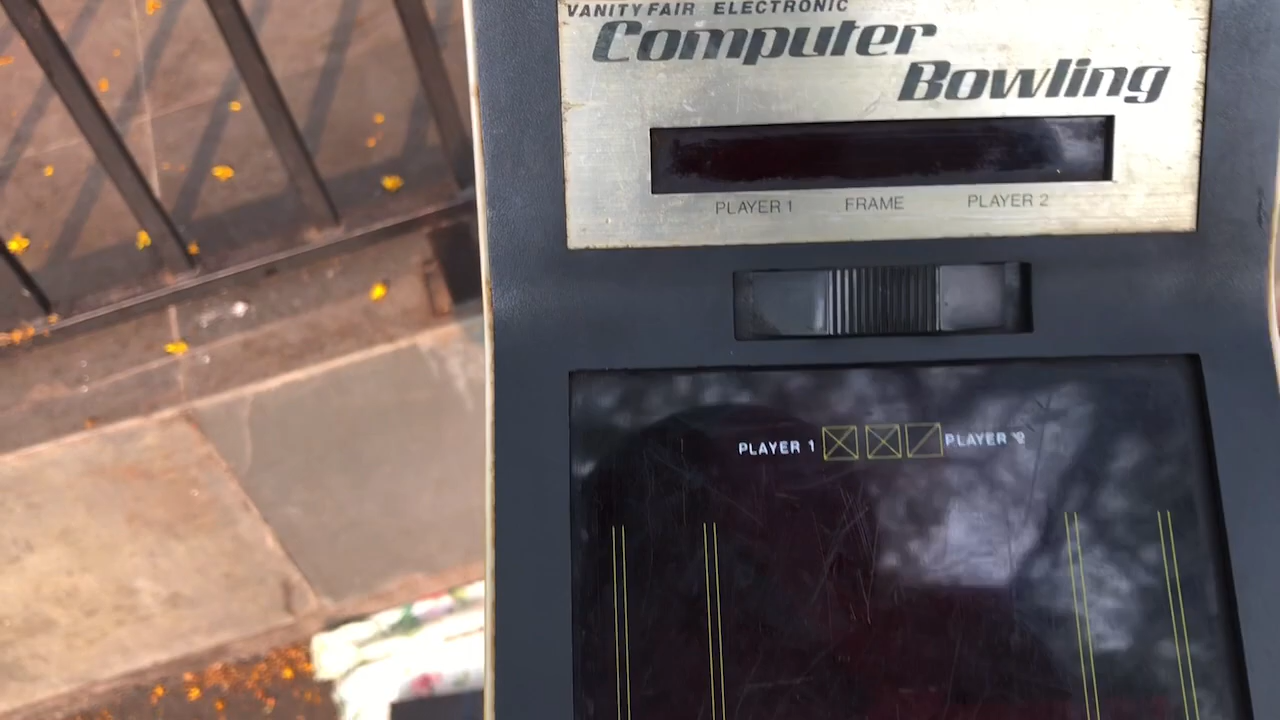 VANITY FAIR ELECTRONIC
Computer
Bowling
PLAYER 1 FRAME PLAYER 2
PLAYER 1 PLAYER 2